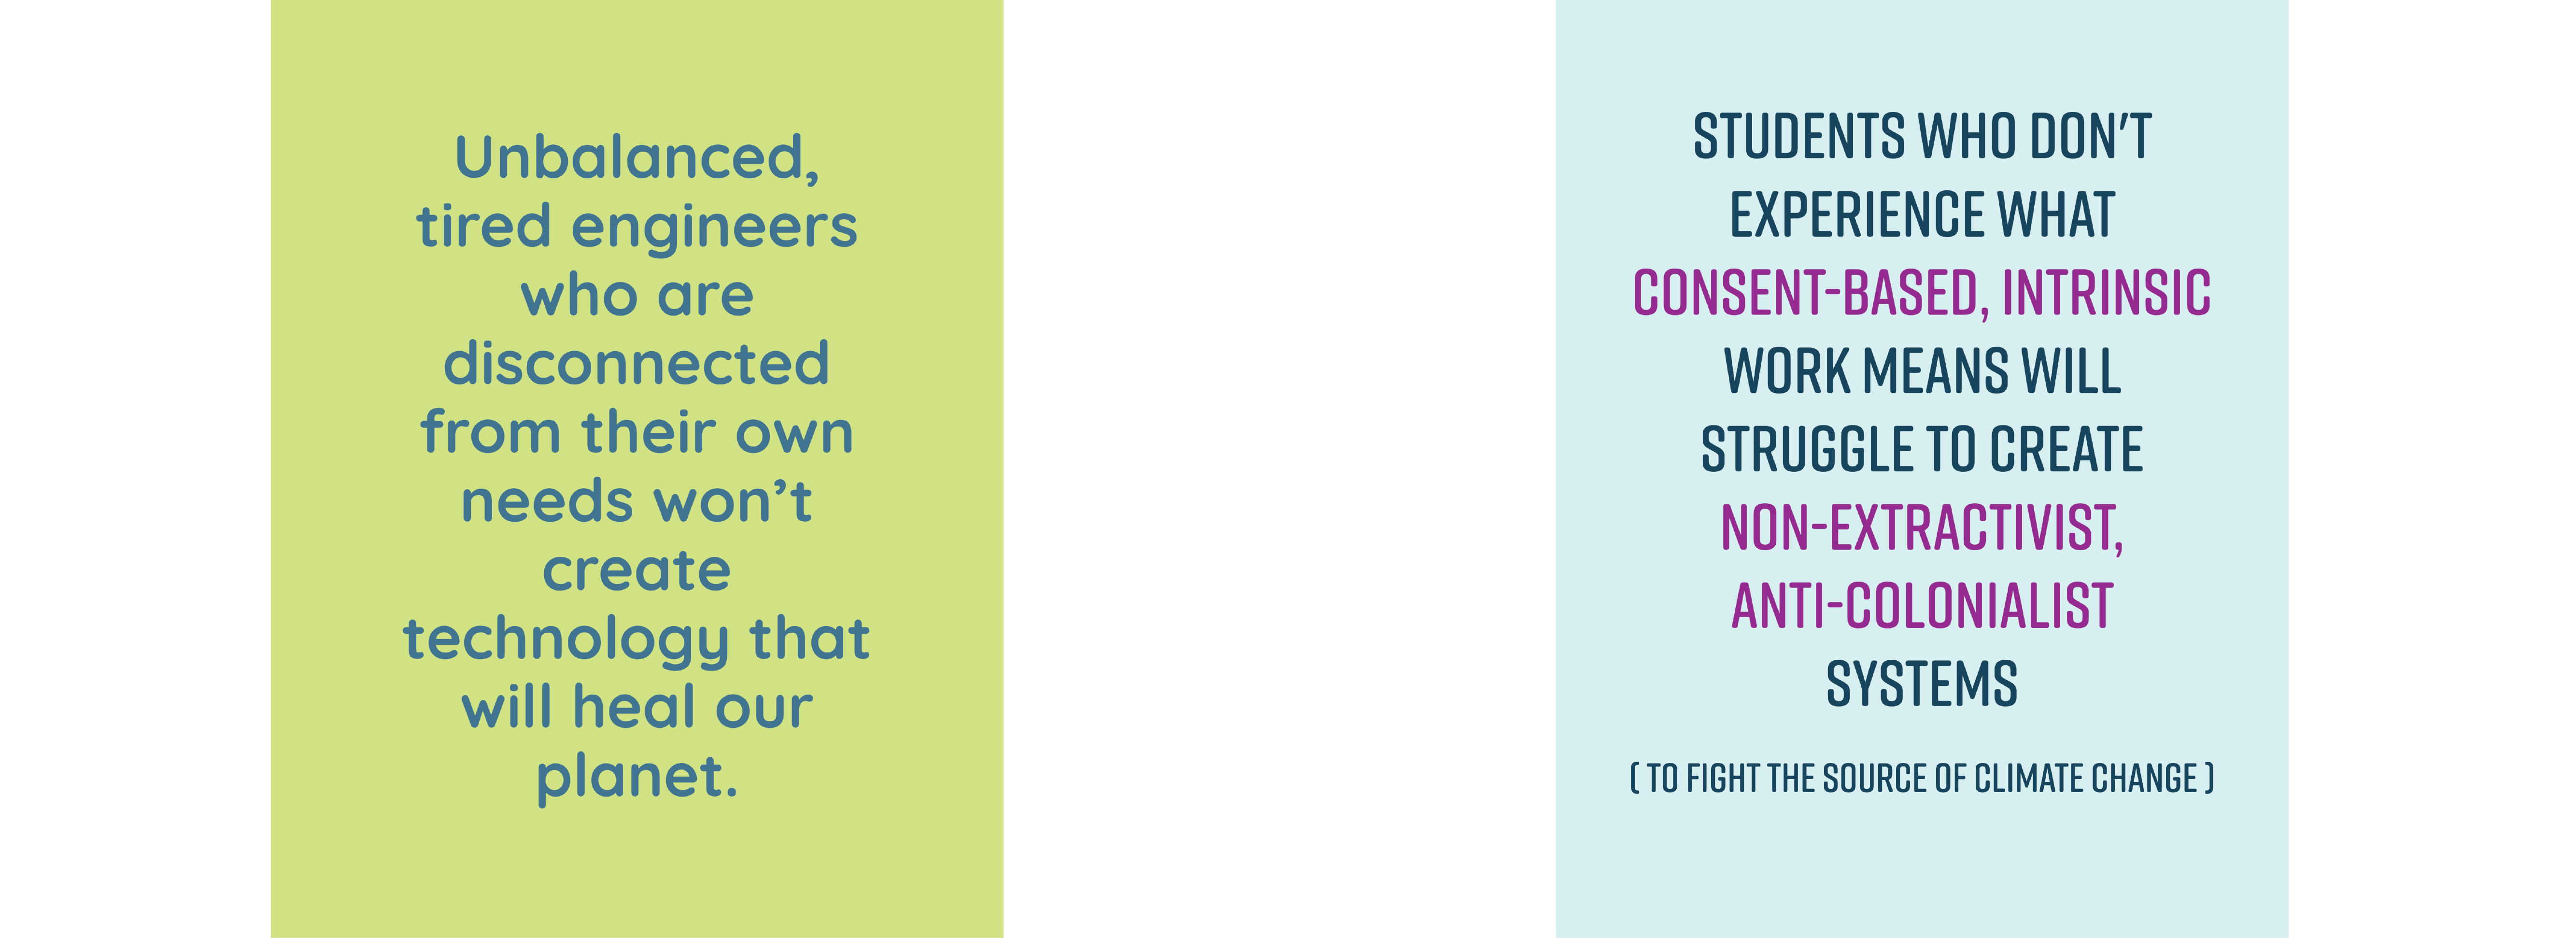 Unbalanced,
tired engineers
who are
disconnected
from their own
needs won’t
create
technology that
will heal our
planet.
STUDENTS WHO DON'T
EXPERIENCE WHAT
CONSENT-BASED, INTRINSIC
WORK MEANS WILL
STRUGGLE TO CREATE
NON-EXTRACTIVIST,
ANTI-COLONIALIST
SYSTEMS
( TO FIGHT THE SOURCE OF CLIMATE CHANGE )